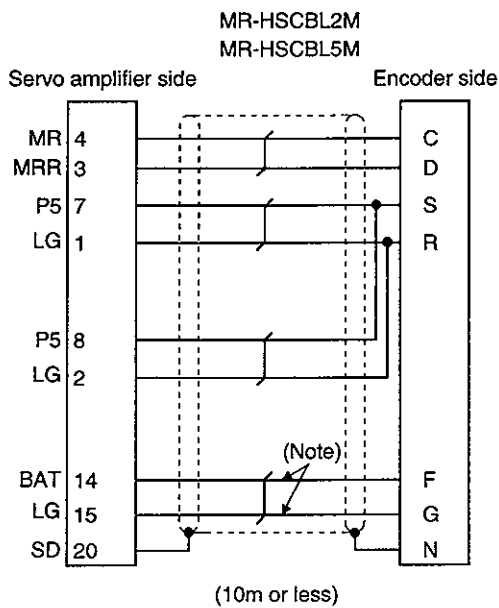 MR-HSCBL2M
MR-HSCBL5M
Servo amplifier side Encoder side
MR 4 C
MRR 3 D
P5 7 S
LG 1 R
P5 8
LG 2
(Note)
BAT 14 F
LG 15 G
SD 20 N
(10m or less)